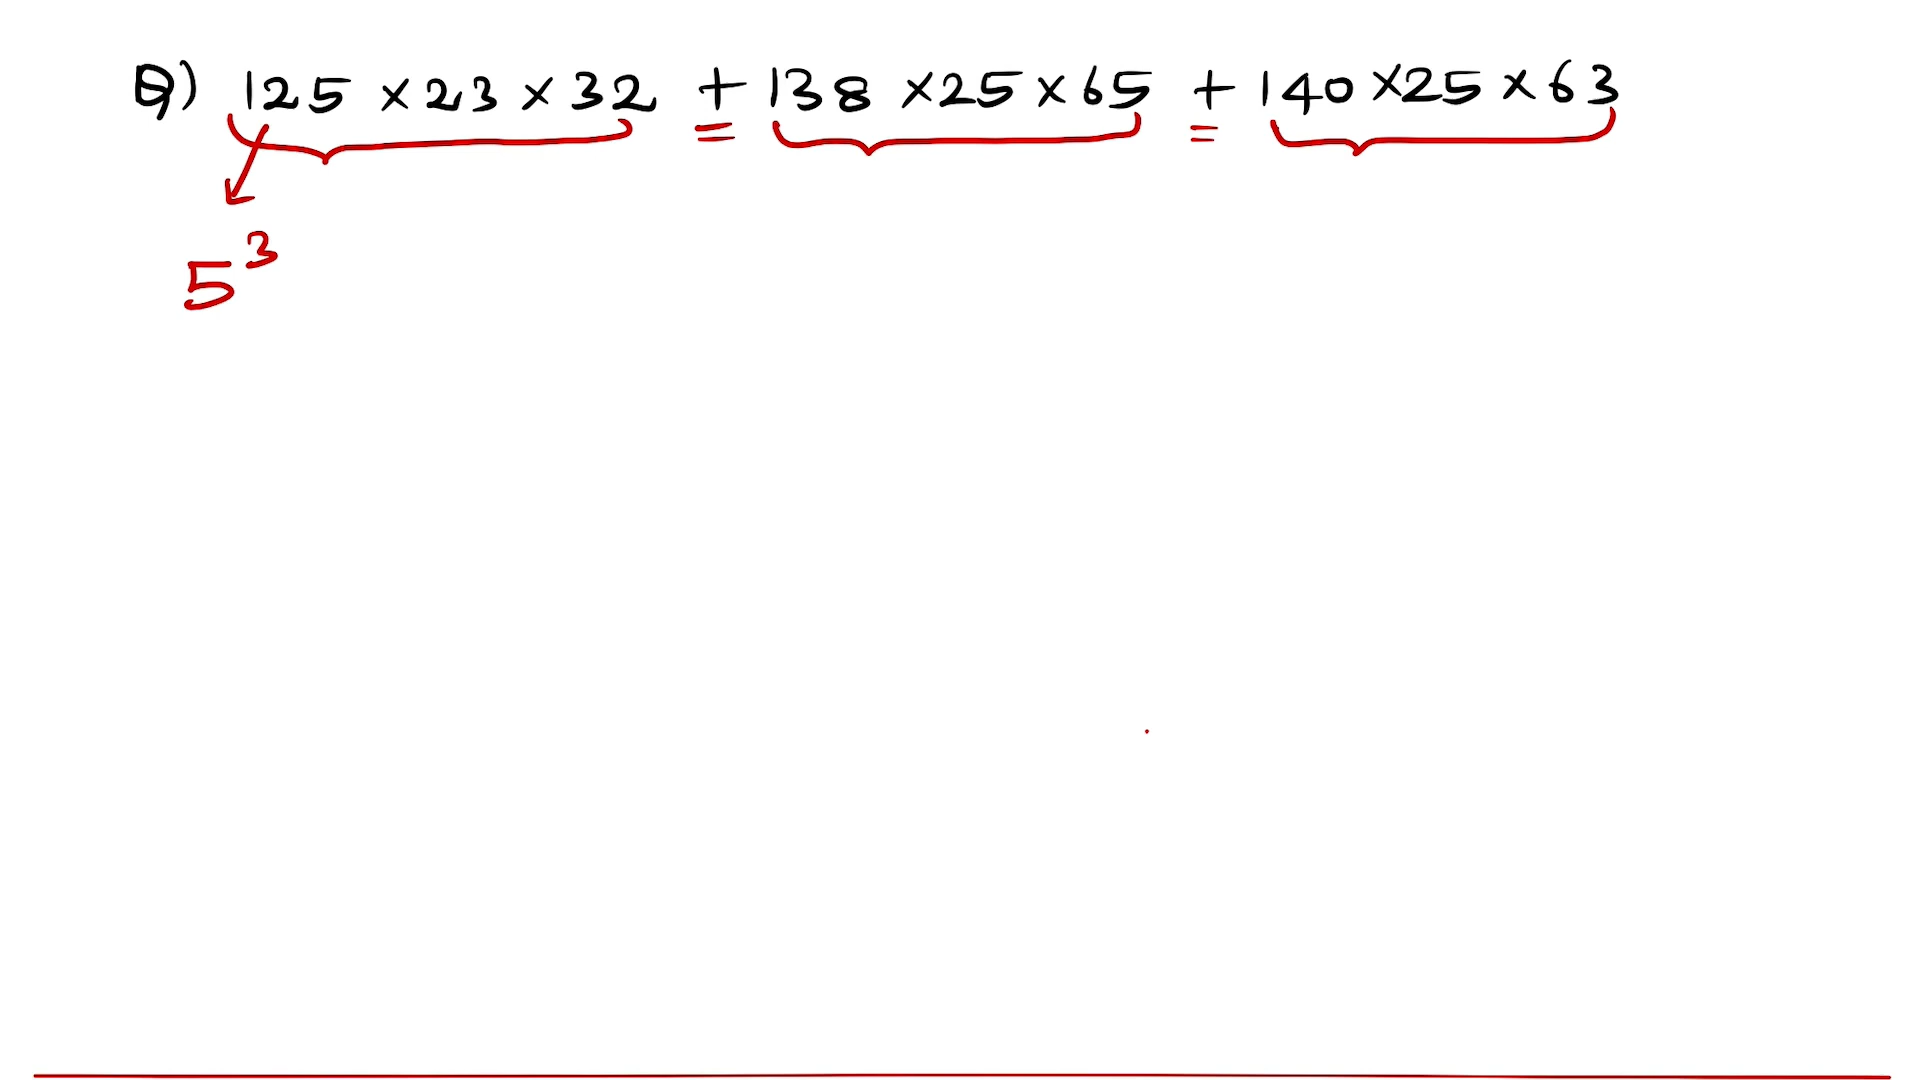 Q) 125 × 23 × 32 + 138 × 25 × 65 + 140 × 25 × 63
5³